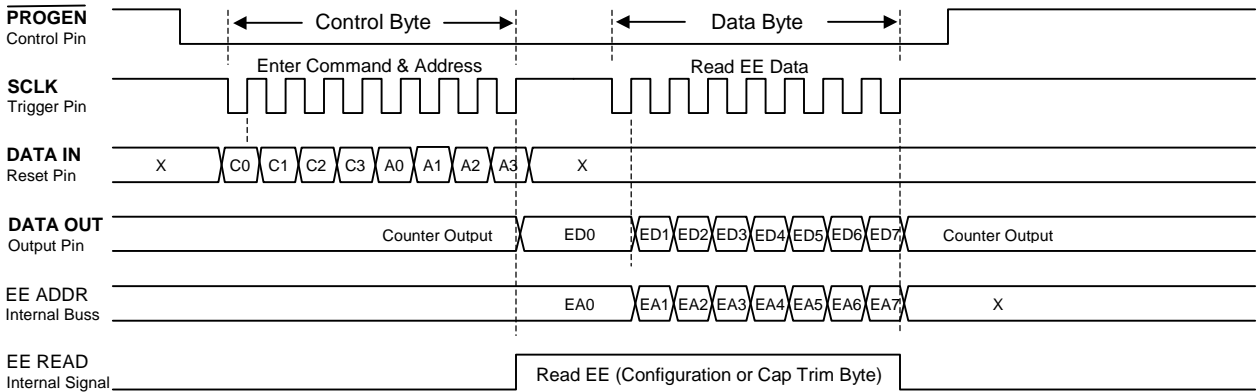 PROGEN
Control Pin
Control Byte
Data Byte
Enter Command & Address
Read EE Data
SCLK
Trigger Pin
DATA IN
Reset Pin
X C0 C1 C2 C3 A0 A1 A2 A3 X
DATA OUT
Output Pin
Counter Output ED0 ED1 ED2 ED3 ED4 ED5 ED6 ED7 Counter Output
EE ADDR
Internal Buss
EA0 EA1 EA2 EA3 EA4 EA5 EA6 EA7 X
EE READ
Internal Signal
Read EE (Configuration or Cap Trim Byte)